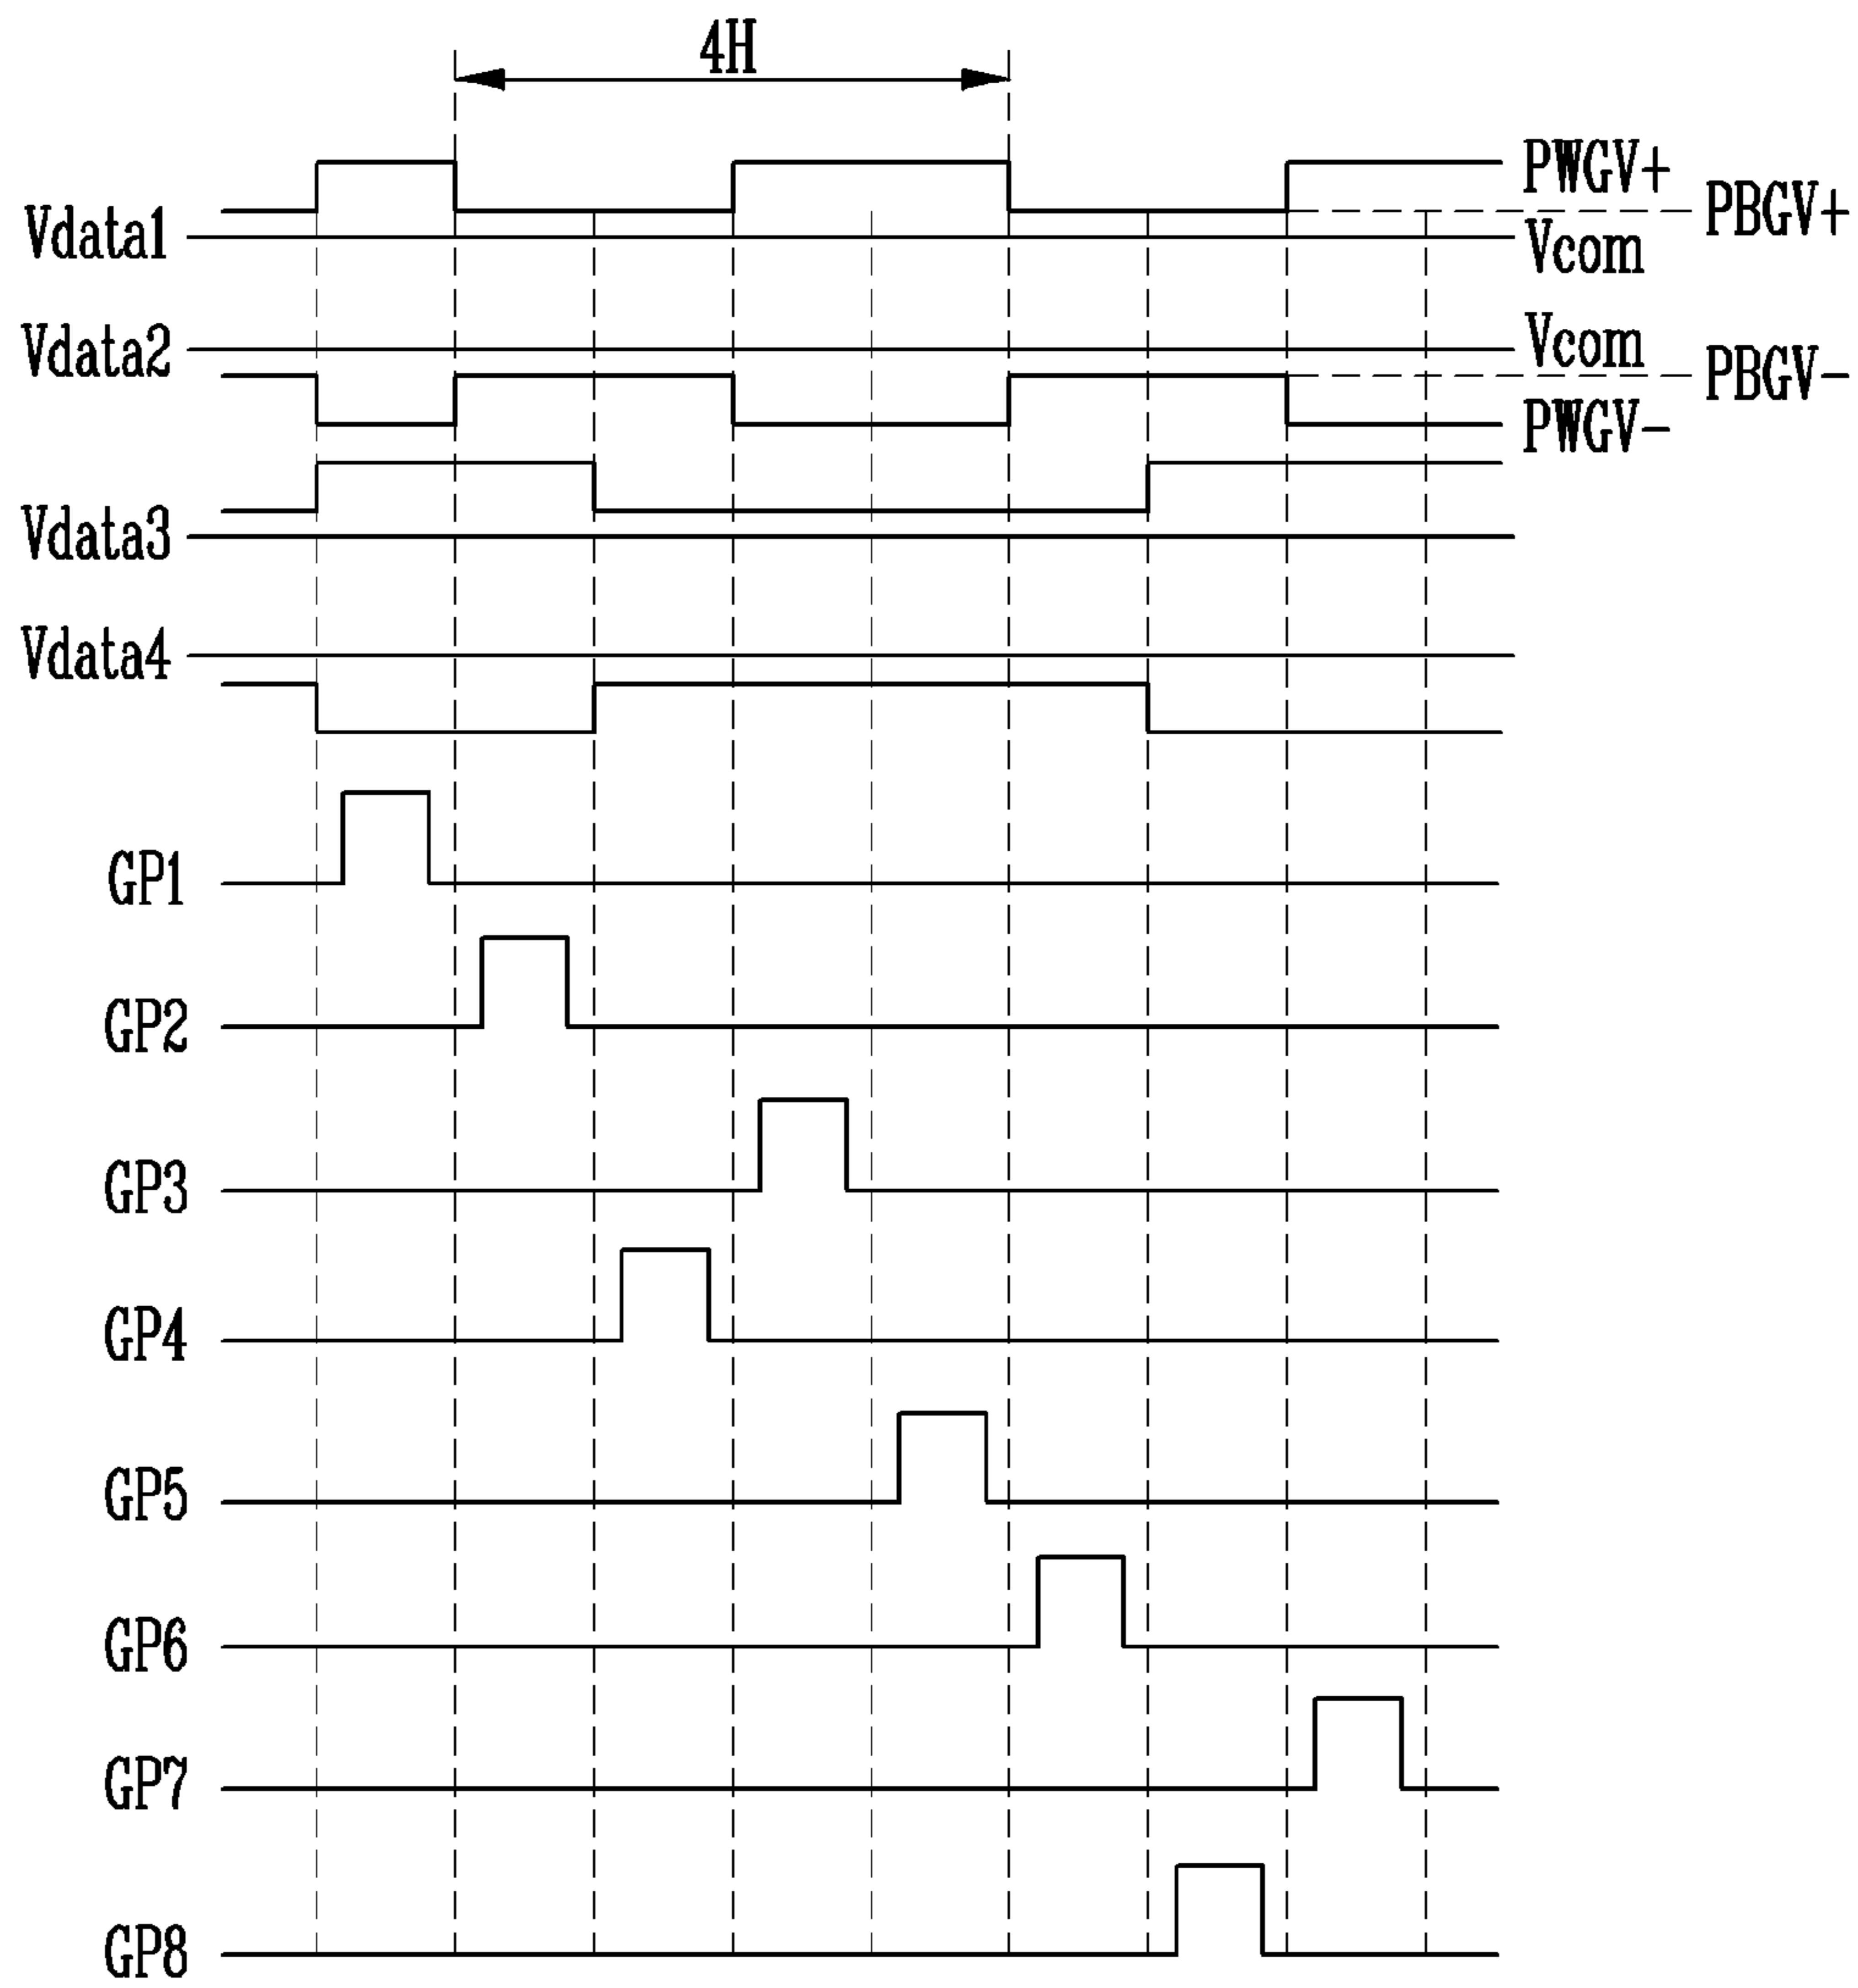 4H
PWGV+
PBGV+
Vdata1
Vcom
Vdata2
Vcom
PBGV-
PWGV-
Vdata3
Vdata4
GP1
GP2
GP3
GP4
GP5
GP6
GP7
GP8